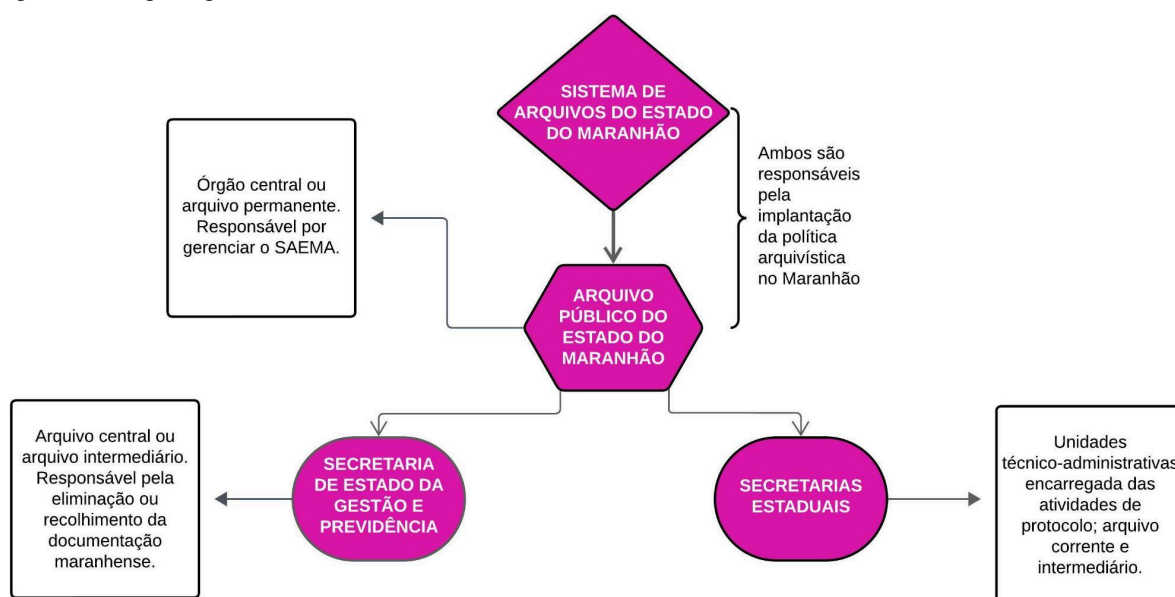 SISTEMA DE
ARQUIVOS DO ESTADO
DO MARANHÃO
Ambos são
responsáveis
pela
implantação
da política
arquivística
no Maranhão
Órgão central ou
arquivo permanente.
Responsável por
gerenciar o SAEMA.
ARQUIVO
PÚBLICO DO
ESTADO DO
MARANHÃO
Arquivo central ou
arquivo intermediário.
Responsável pela
eliminação ou
recolhimento da
documentação
maranhense.
SECRETARIA
DE ESTADO DA
GESTÃO E
PREVIDÊNCIA
SECRETARIAS
ESTADUAIS
Unidades
técnico-administrativas
encarregada das
atividades de
protocolo; arquivo
corrente e
intermediário.